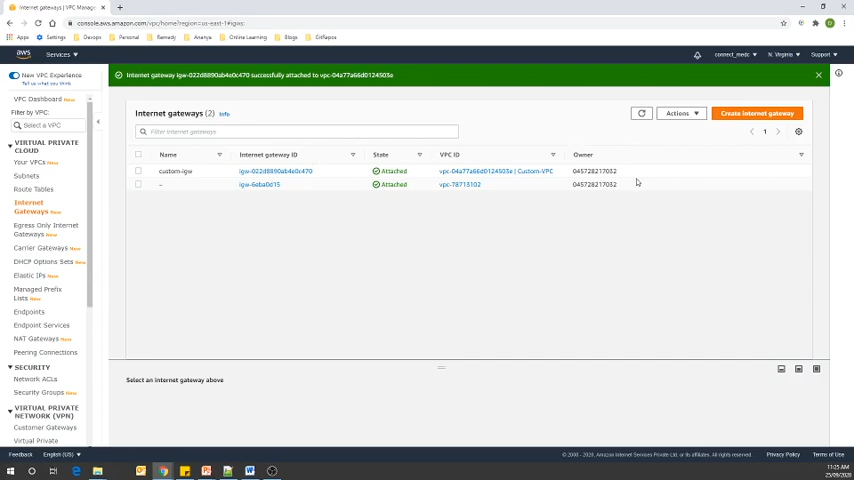 Internet gateways | VPC Manag
console.aws.amazon.com/vpc/home?region=us-east-1#igws:
Apps Settings Devops Personal Ananya Online Learning Blogs GitRepos
aws Services connect_medc N. Virginia Support
New VPC Experience
Tell us what you think
Internet gateway igw-022d8890ab4e0c470 successfully attached to vpc-04a77a66d0124503e
VPC Dashboard New
Filter by VPC:
Select a VPC
VIRTUAL PRIVATE
CLOUD
Your VPCs New
Subnets
Route Tables
Internet
Gateways New
Egress Only Internet
Gateways New
Carrier Gateways New
DHCP Options Sets New
Elastic IPs New
Managed Prefix
Lists New
Endpoints
Endpoint Services
NAT Gateways New
Peering Connections
SECURITY
Network ACLs
Security Groups New
VIRTUAL PRIVATE
NETWORK (VPN)
Customer Gateways
Virtual Private
Internet gateways (2) Info
Actions Create internet gateway
Filter internet gateways
1
Name Internet gateway ID State VPC ID Owner
custom-igw igw-022d8890ab4e0c470 Attached vpc-04a77a66d0124503e | Custom-VPC 045728217032
– igw-6eba0d15 Attached vpc-78713102 045728217032
Select an internet gateway above
Feedback English (US) © 2008 - 2020, Amazon Internet Services Private Ltd. or its affiliates. All rights reserved. Privacy Policy Terms of Use
11:25 AM
25/09/2020